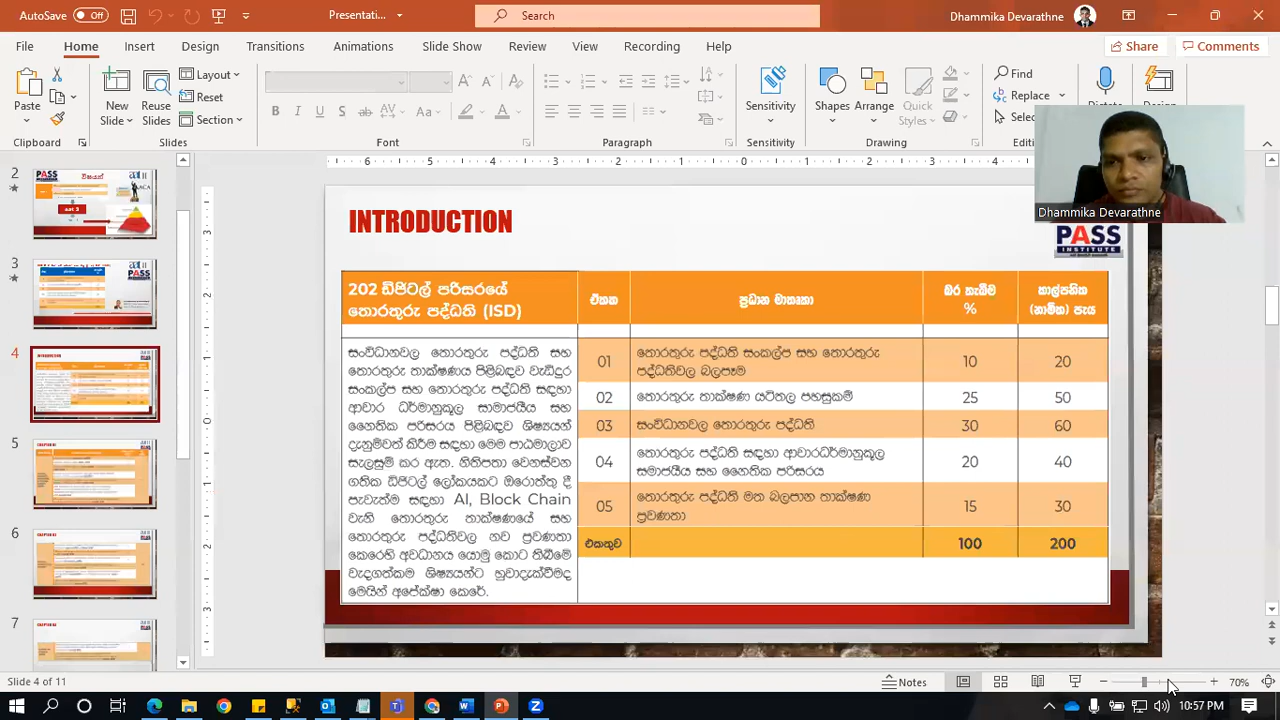 AutoSave Off Presentati... Search Dhammika Devarathne
File Home Insert Design Transitions Animations Slide Show Review View Recording Help Share Comments
Paste New Slide Reuse Slides Layout Reset Section Sensitivity Shapes Arrange Quick Styles Find Replace
Clipboard Slides Font Paragraph Sensitivity Drawing
Dhammika Devarathne
INTRODUCTION
PASS
INSTITUTE
202 ඩිජිටල් පරිසරයේ තොරතුරු පද්ධති (ISD)
ඒකක
ප්‍රධාන මාතෘකා
බර තැබීම %
කාල්පනික (නාමික) පැය
සංවිධානවල තොරතුරු පද්ධති සහ
තොරතුරු තාක්ෂණය පිළිබඳව වැඩිදුර
සංකල්ප සහ තොරතුරු පද්ධති සඳහා
ආචාර ධර්මානුකූල සාමාජයීය සහ
නෛතික පරිසරය පිළිබඳව ශිෂ්‍යයන්
දැනුම්වත් කිරීම සඳහා මෙම පාඨමාලාව
සැලසුම් කර ඇත. නිතිපතා වෙනස්වන
ගතික ඩිජිටල් ලෝකයකට ඔරොත්තු දී
පැවැත්ම සඳහා AI, Block Chain
වැනි තොරතුරු තාක්ෂණයේ සහ
තොරතුරු පද්ධතිවල නව ප්‍රවණතා
කෙරෙහි අවධානය යොමු කොට තිබීමේ
වැදගත්කම ශිෂ්‍යයන්ට හුවාදැක්වීමද
මෙයින් අපේක්ෂා කෙරේ.
01 තොරතුරු පද්ධති සංකල්ප සහ තොරතුරු පද්ධතිවල බලපෑම 10 20
02 තොරතුරු තාක්ෂණ යටිතල පහසුකම් 25 50
03 සංවිධානවල තොරතුරු පද්ධති 30 60
04 තොරතුරු පද්ධති සඳහා ආචාරධර්මානුකූල සමාජයීය සහ නෛතික පරිසරය 20 40
05 තොරතුරු පද්ධති මත බලපාන තාක්ෂණ ප්‍රවණතා 15 30
එකතුව 100 200
2
3
4
5
6
7
Slide 4 of 11 Notes 70%
10:57 PM